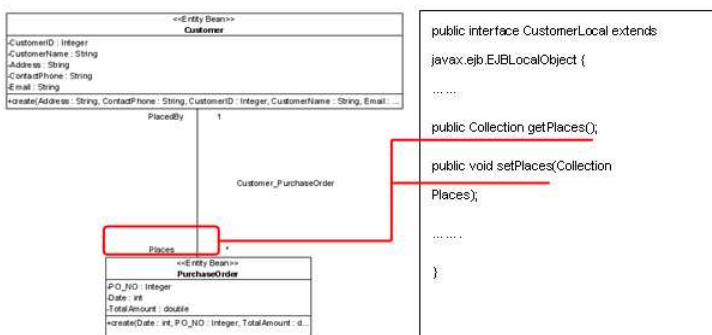 <<Entity Bean>>
Customer
-CustomerID : Integer
-CustomerName : String
-Address : String
-ContactPhone : String
-Email : String
+create(Address : String, ContactPhone : String, CustomerID : Integer, CustomerName : String, Email : ...
PlacedBy 1
Customer_PurchaseOrder
Places *
<<Entity Bean>>
PurchaseOrder
-PO_NO : Integer
-Date : int
-TotalAmount : double
+create(Date : int, PO_NO : Integer, TotalAmount : d...
public interface CustomerLocal extends
javax.ejb.EJBLocalObject {
... ...
public Collection getPlaces();
public void setPlaces(Collection
Places);
... ... .
}